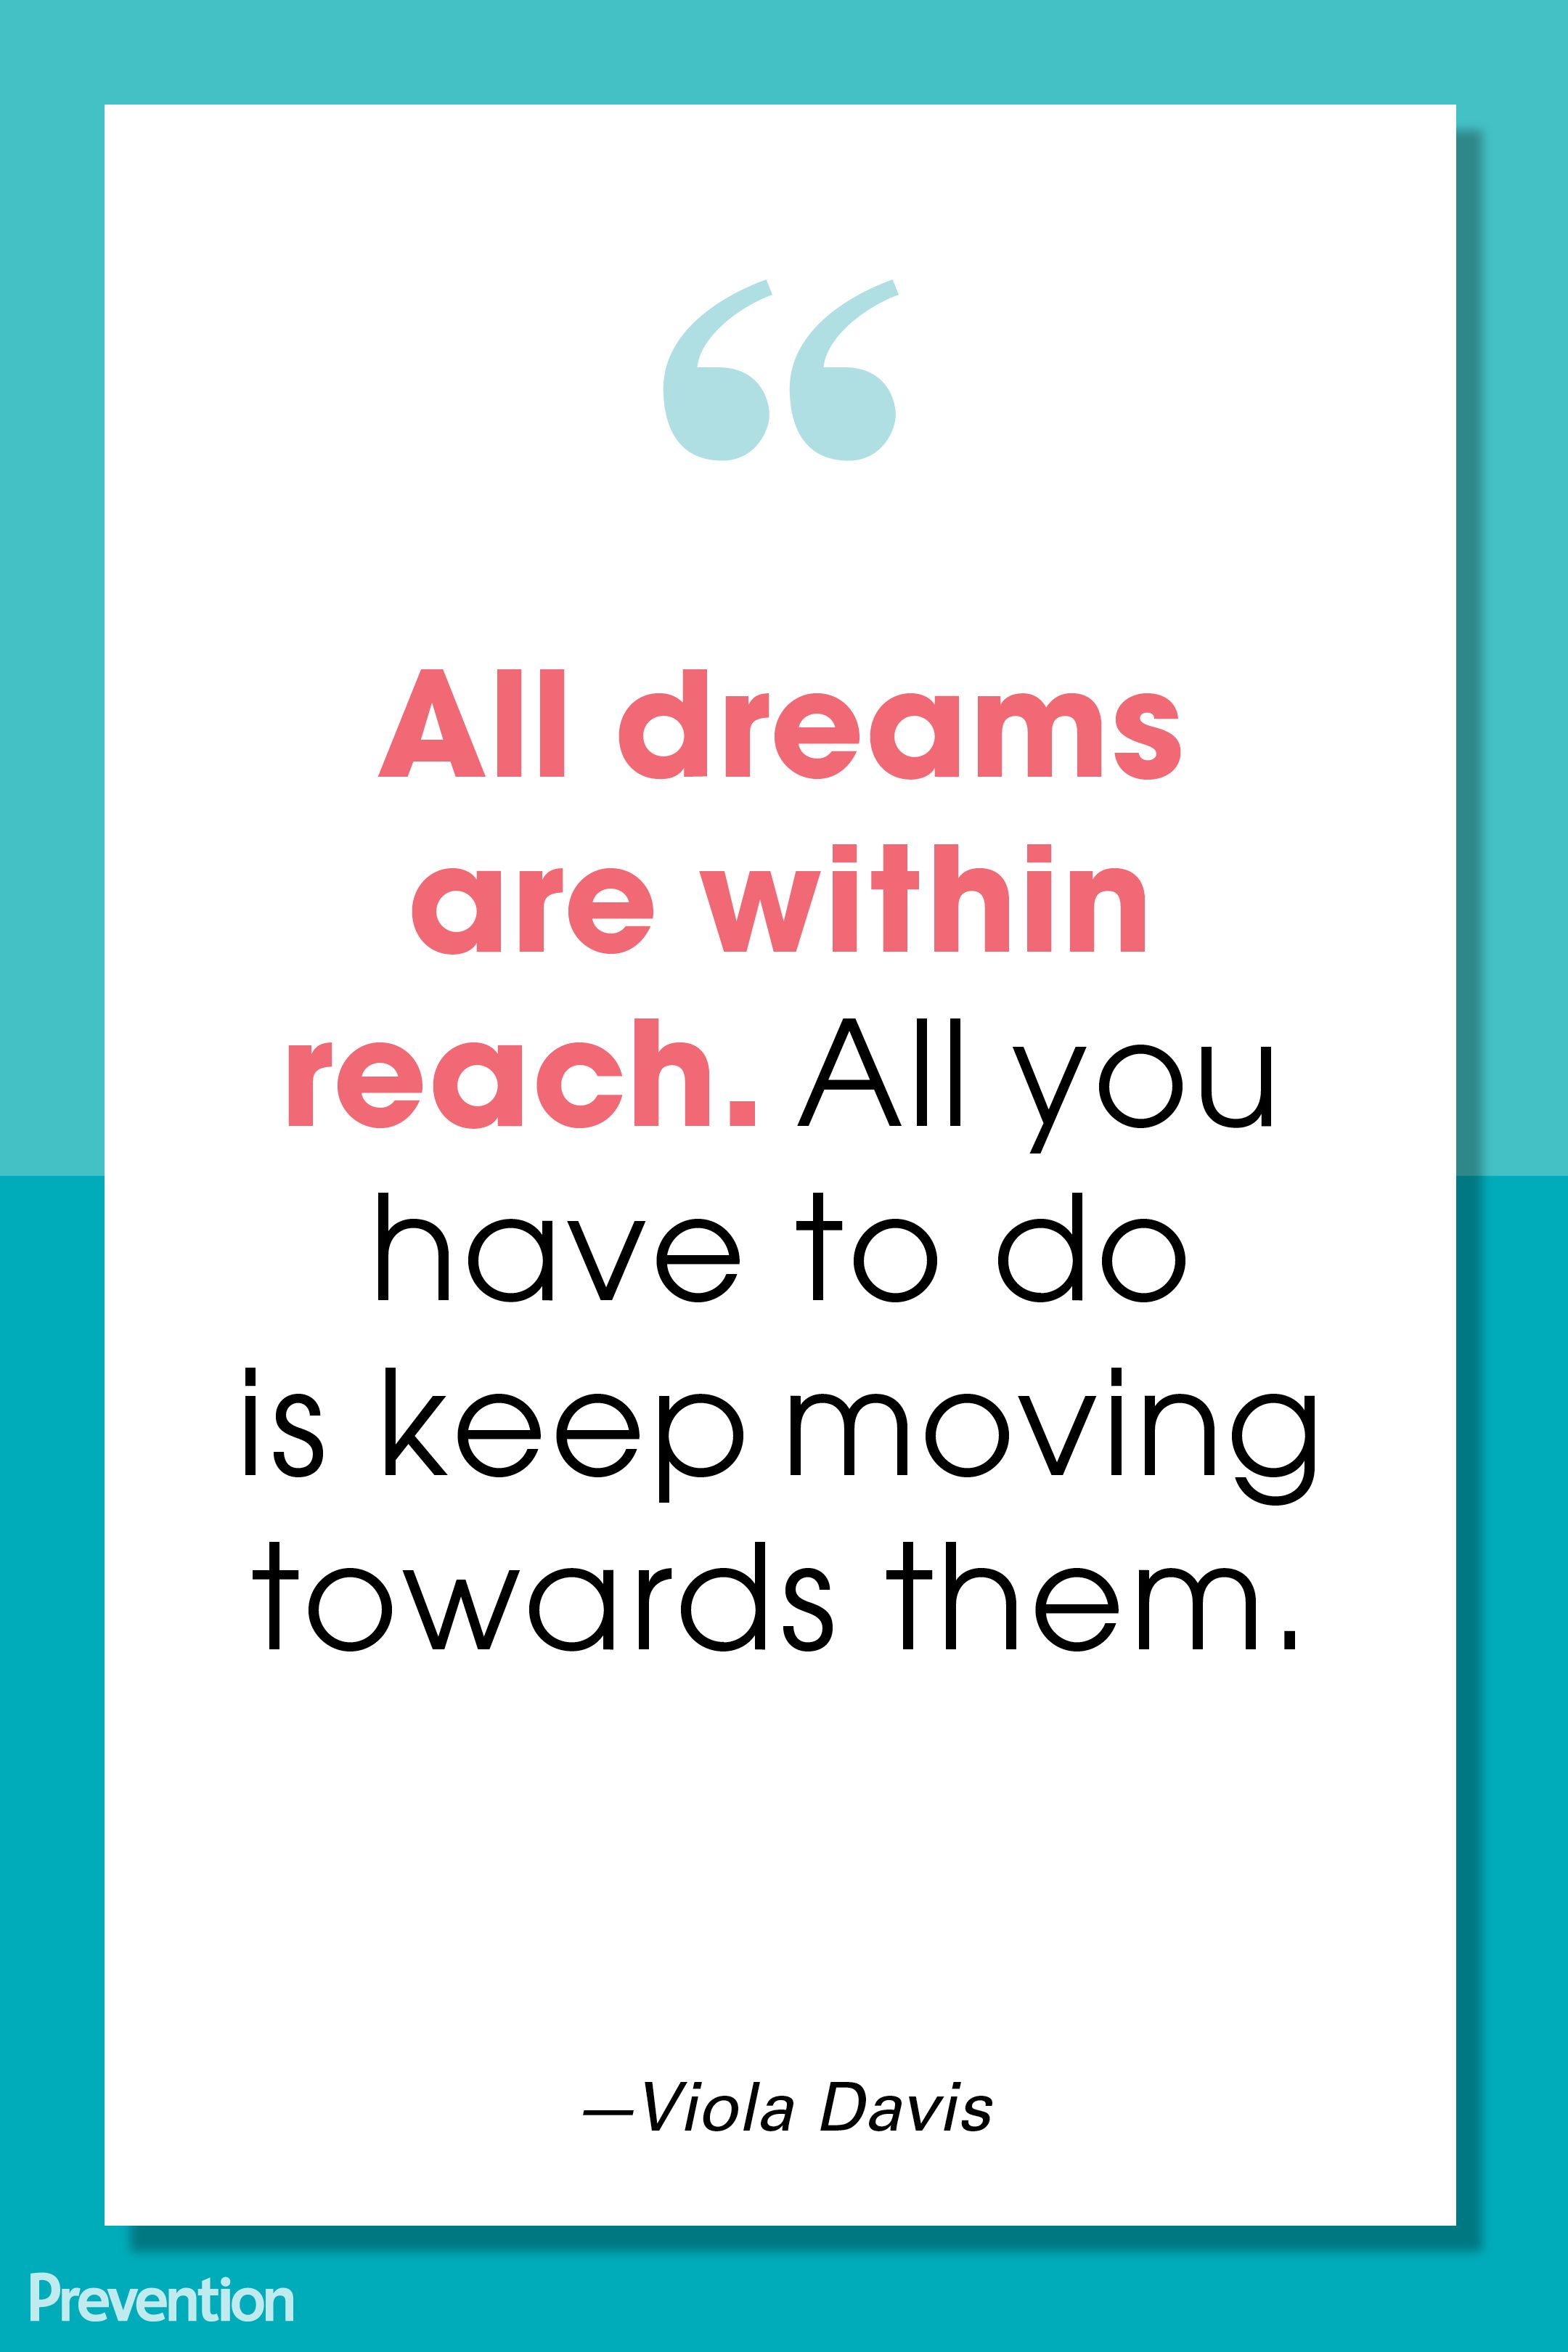 “
All dreams
are within
reach. All you
have to do
is keep moving
towards them.
—Viola Davis
Prevention